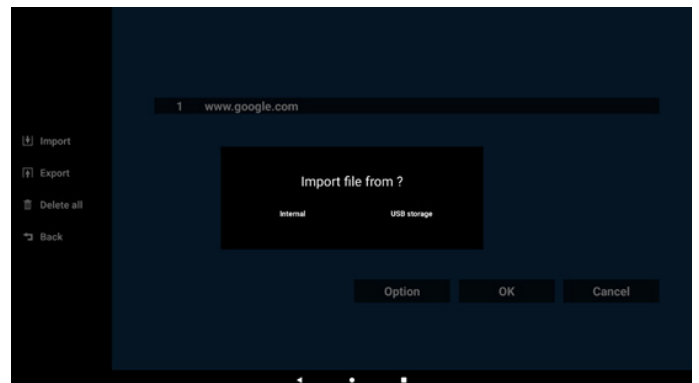 1 www.google.com
Import
Export
Delete all
Back
Import file from ?
Internal USB storage
Option OK Cancel